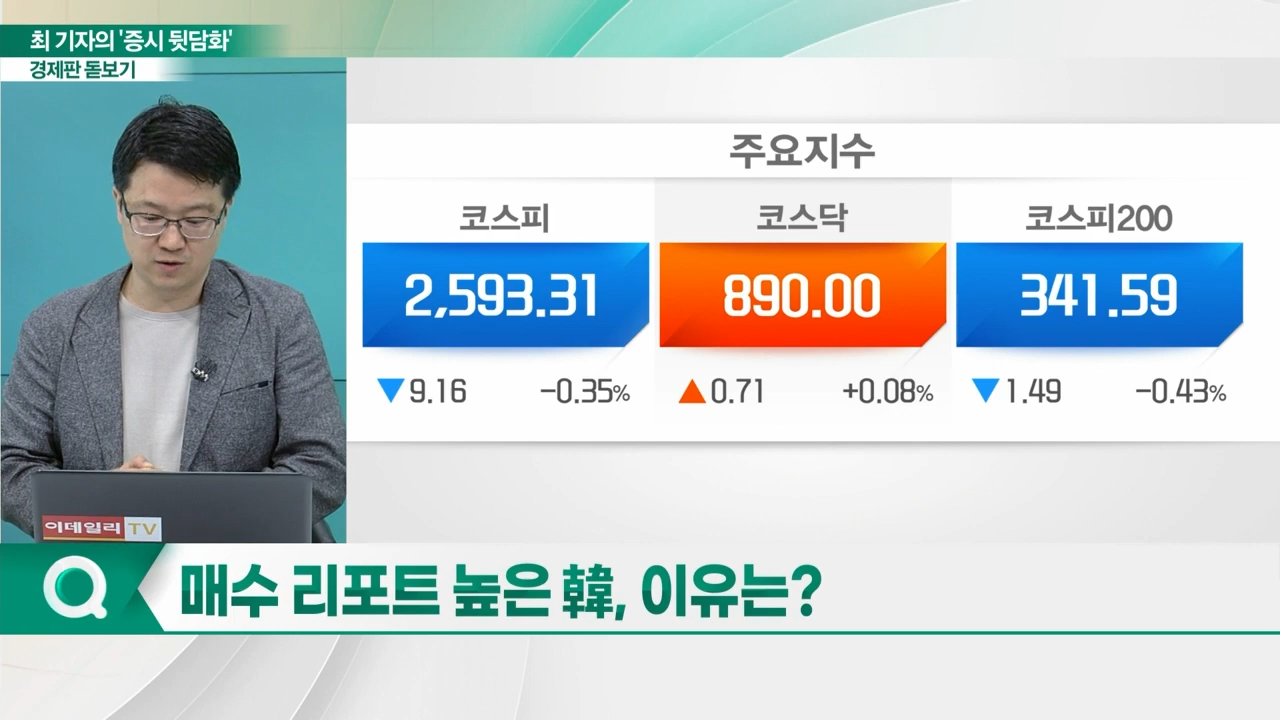 최 기자의 '증시 뒷담화'
경제판 돋보기
주요지수
코스피 코스닥 코스피200
2,593.31 890.00 341.59
▼9.16 -0.35% ▲0.71 +0.08% ▼1.49 -0.43%
이데일리TV
매수 리포트 높은 韓, 이유는?